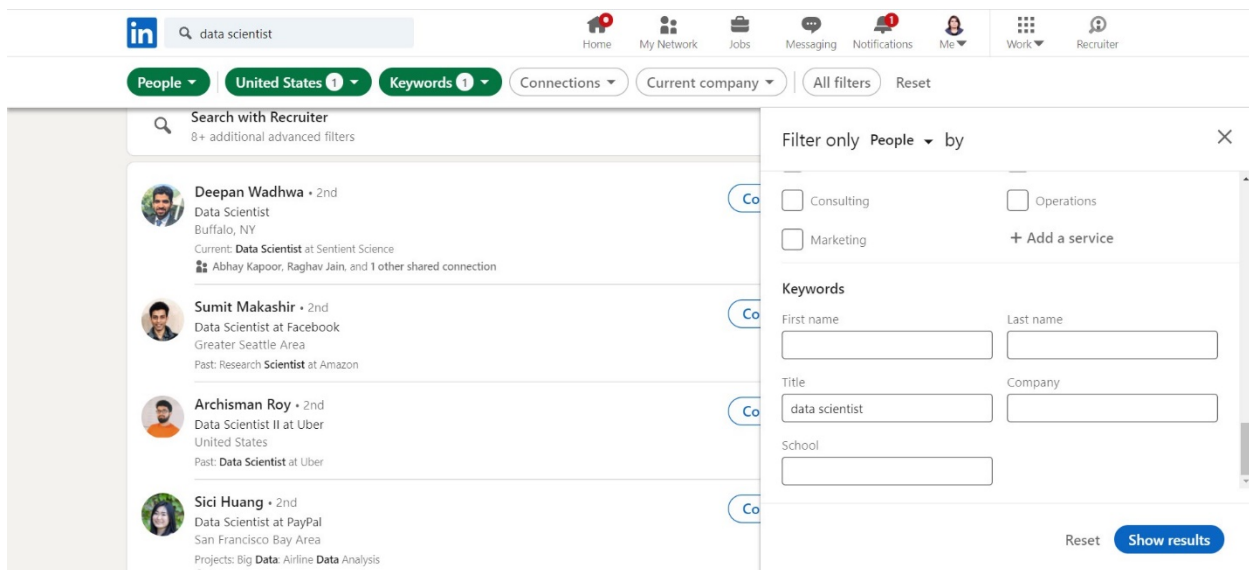 in
data scientist
Home
My Network
Jobs
Messaging
1
Notifications
Me
Work
Recruiter
People
United States 1
Keywords 1
Connections
Current company
All filters
Reset
Search with Recruiter
8+ additional advanced filters
Deepan Wadhwa • 2nd
Data Scientist
Buffalo, NY
Current: Data Scientist at Sentient Science
Abhay Kapoor, Raghav Jain, and 1 other shared connection
Co
Sumit Makashir • 2nd
Data Scientist at Facebook
Greater Seattle Area
Past: Research Scientist at Amazon
Co
Archisman Roy • 2nd
Data Scientist II at Uber
United States
Past: Data Scientist at Uber
Co
Sici Huang • 2nd
Data Scientist at PayPal
San Francisco Bay Area
Projects: Big Data: Airline Data Analysis
Co
Filter only People by
Consulting
Operations
Marketing
+ Add a service
Keywords
First name
Last name
Title
Company
data scientist
School
Reset
Show results